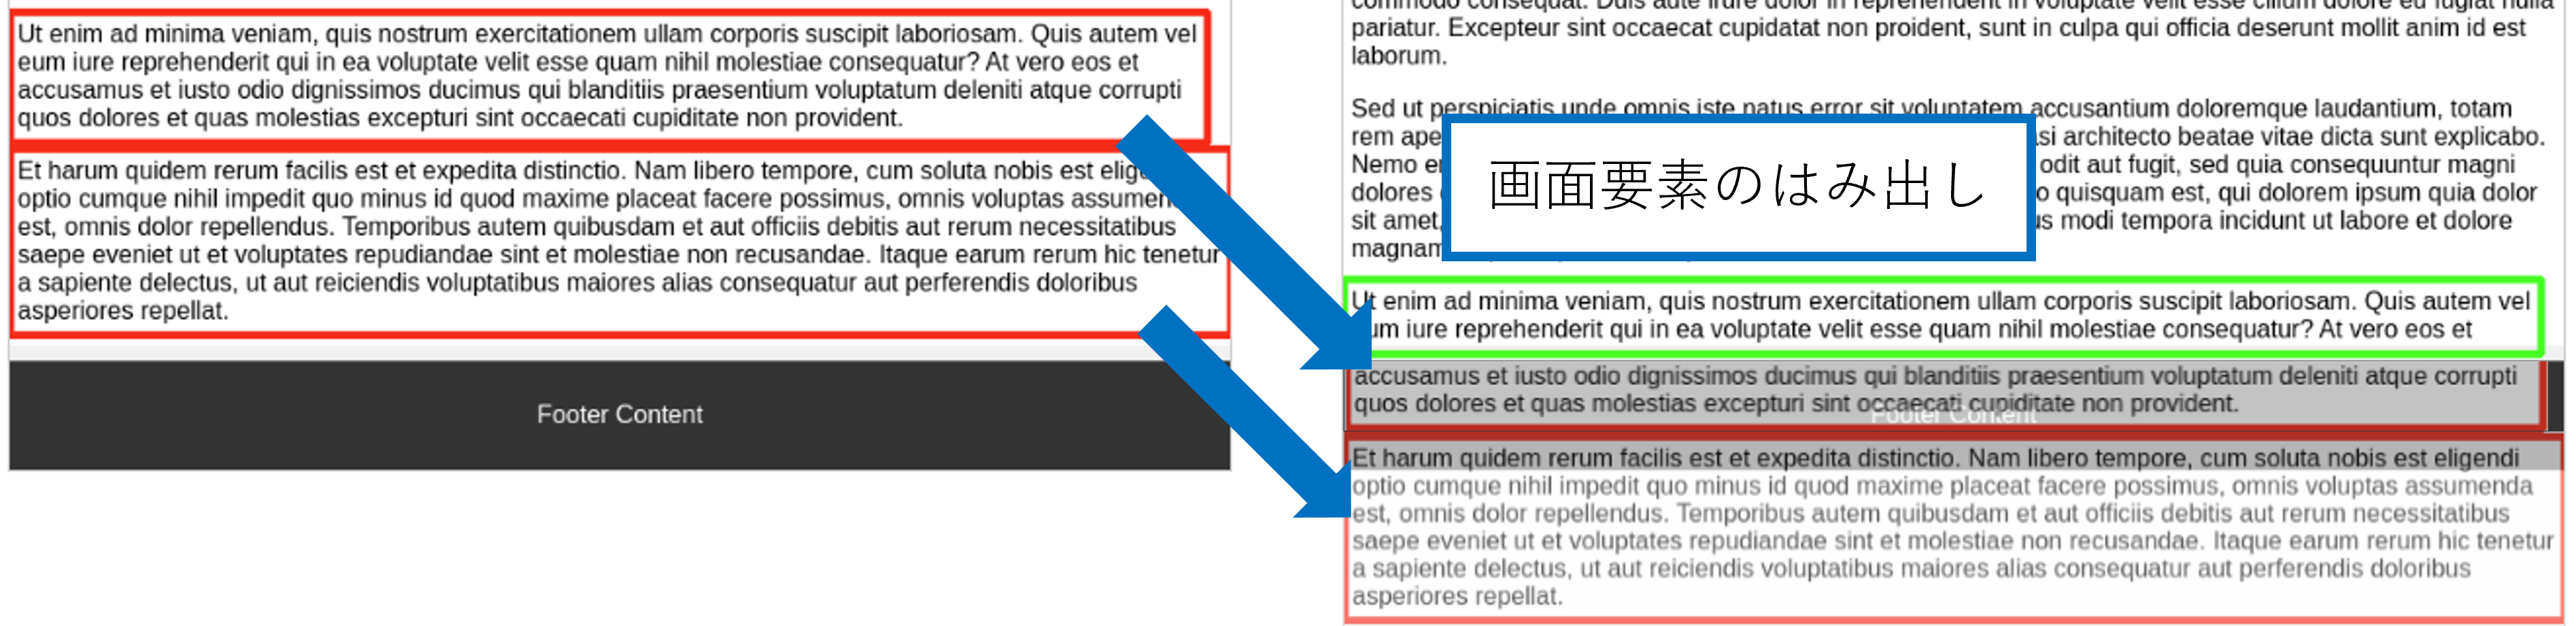 Ut enim ad minima veniam, quis nostrum exercitationem ullam corporis suscipit laboriosam. Quis autem vel
eum iure reprehenderit qui in ea voluptate velit esse quam nihil molestiae consequatur? At vero eos et
accusamus et iusto odio dignissimos ducimus qui blanditiis praesentium voluptatum deleniti atque corrupti
quos dolores et quas molestias excepturi sint occaecati cupiditate non provident.
Et harum quidem rerum facilis est et expedita distinctio. Nam libero tempore, cum soluta nobis est elige
optio cumque nihil impedit quo minus id quod maxime placeat facere possimus, omnis voluptas assumen
est, omnis dolor repellendus. Temporibus autem quibusdam et aut officiis debitis aut rerum necessitatibus
saepe eveniet ut et voluptates repudiandae sint et molestiae non recusandae. Itaque earum rerum hic tenetur
a sapiente delectus, ut aut reiciendis voluptatibus maiores alias consequatur aut perferendis doloribus
asperiores repellat.
Footer Content
commodo consequat. Duis aute irure dolor in reprehenderit in voluptate velit esse cillum dolore eu fugiat nulla
pariatur. Excepteur sint occaecat cupidatat non proident, sunt in culpa qui officia deserunt mollit anim id est
laborum.
Sed ut perspiciatis unde omnis iste natus error sit voluptatem accusantium doloremque laudantium, totam
rem ape si architecto beatae vitae dicta sunt explicabo.
Nemo e odit aut fugit, sed quia consequuntur magni
dolores o quisquam est, qui dolorem ipsum quia dolor
sit amet, us modi tempora incidunt ut labore et dolore
magnam
画面要素のはみ出し
Ut enim ad minima veniam, quis nostrum exercitationem ullam corporis suscipit laboriosam. Quis autem vel
um iure reprehenderit qui in ea voluptate velit esse quam nihil molestiae consequatur? At vero eos et
accusamus et iusto odio dignissimos ducimus qui blanditiis praesentium voluptatum deleniti atque corrupti
quos dolores et quas molestias excepturi sint occaecati cupiditate non provident.
Footer Content
Et harum quidem rerum facilis est et expedita distinctio. Nam libero tempore, cum soluta nobis est eligendi
optio cumque nihil impedit quo minus id quod maxime placeat facere possimus, omnis voluptas assumenda
est, omnis dolor repellendus. Temporibus autem quibusdam et aut officiis debitis aut rerum necessitatibus
saepe eveniet ut et voluptates repudiandae sint et molestiae non recusandae. Itaque earum rerum hic tenetur
a sapiente delectus, ut aut reiciendis voluptatibus maiores alias consequatur aut perferendis doloribus
asperiores repellat.